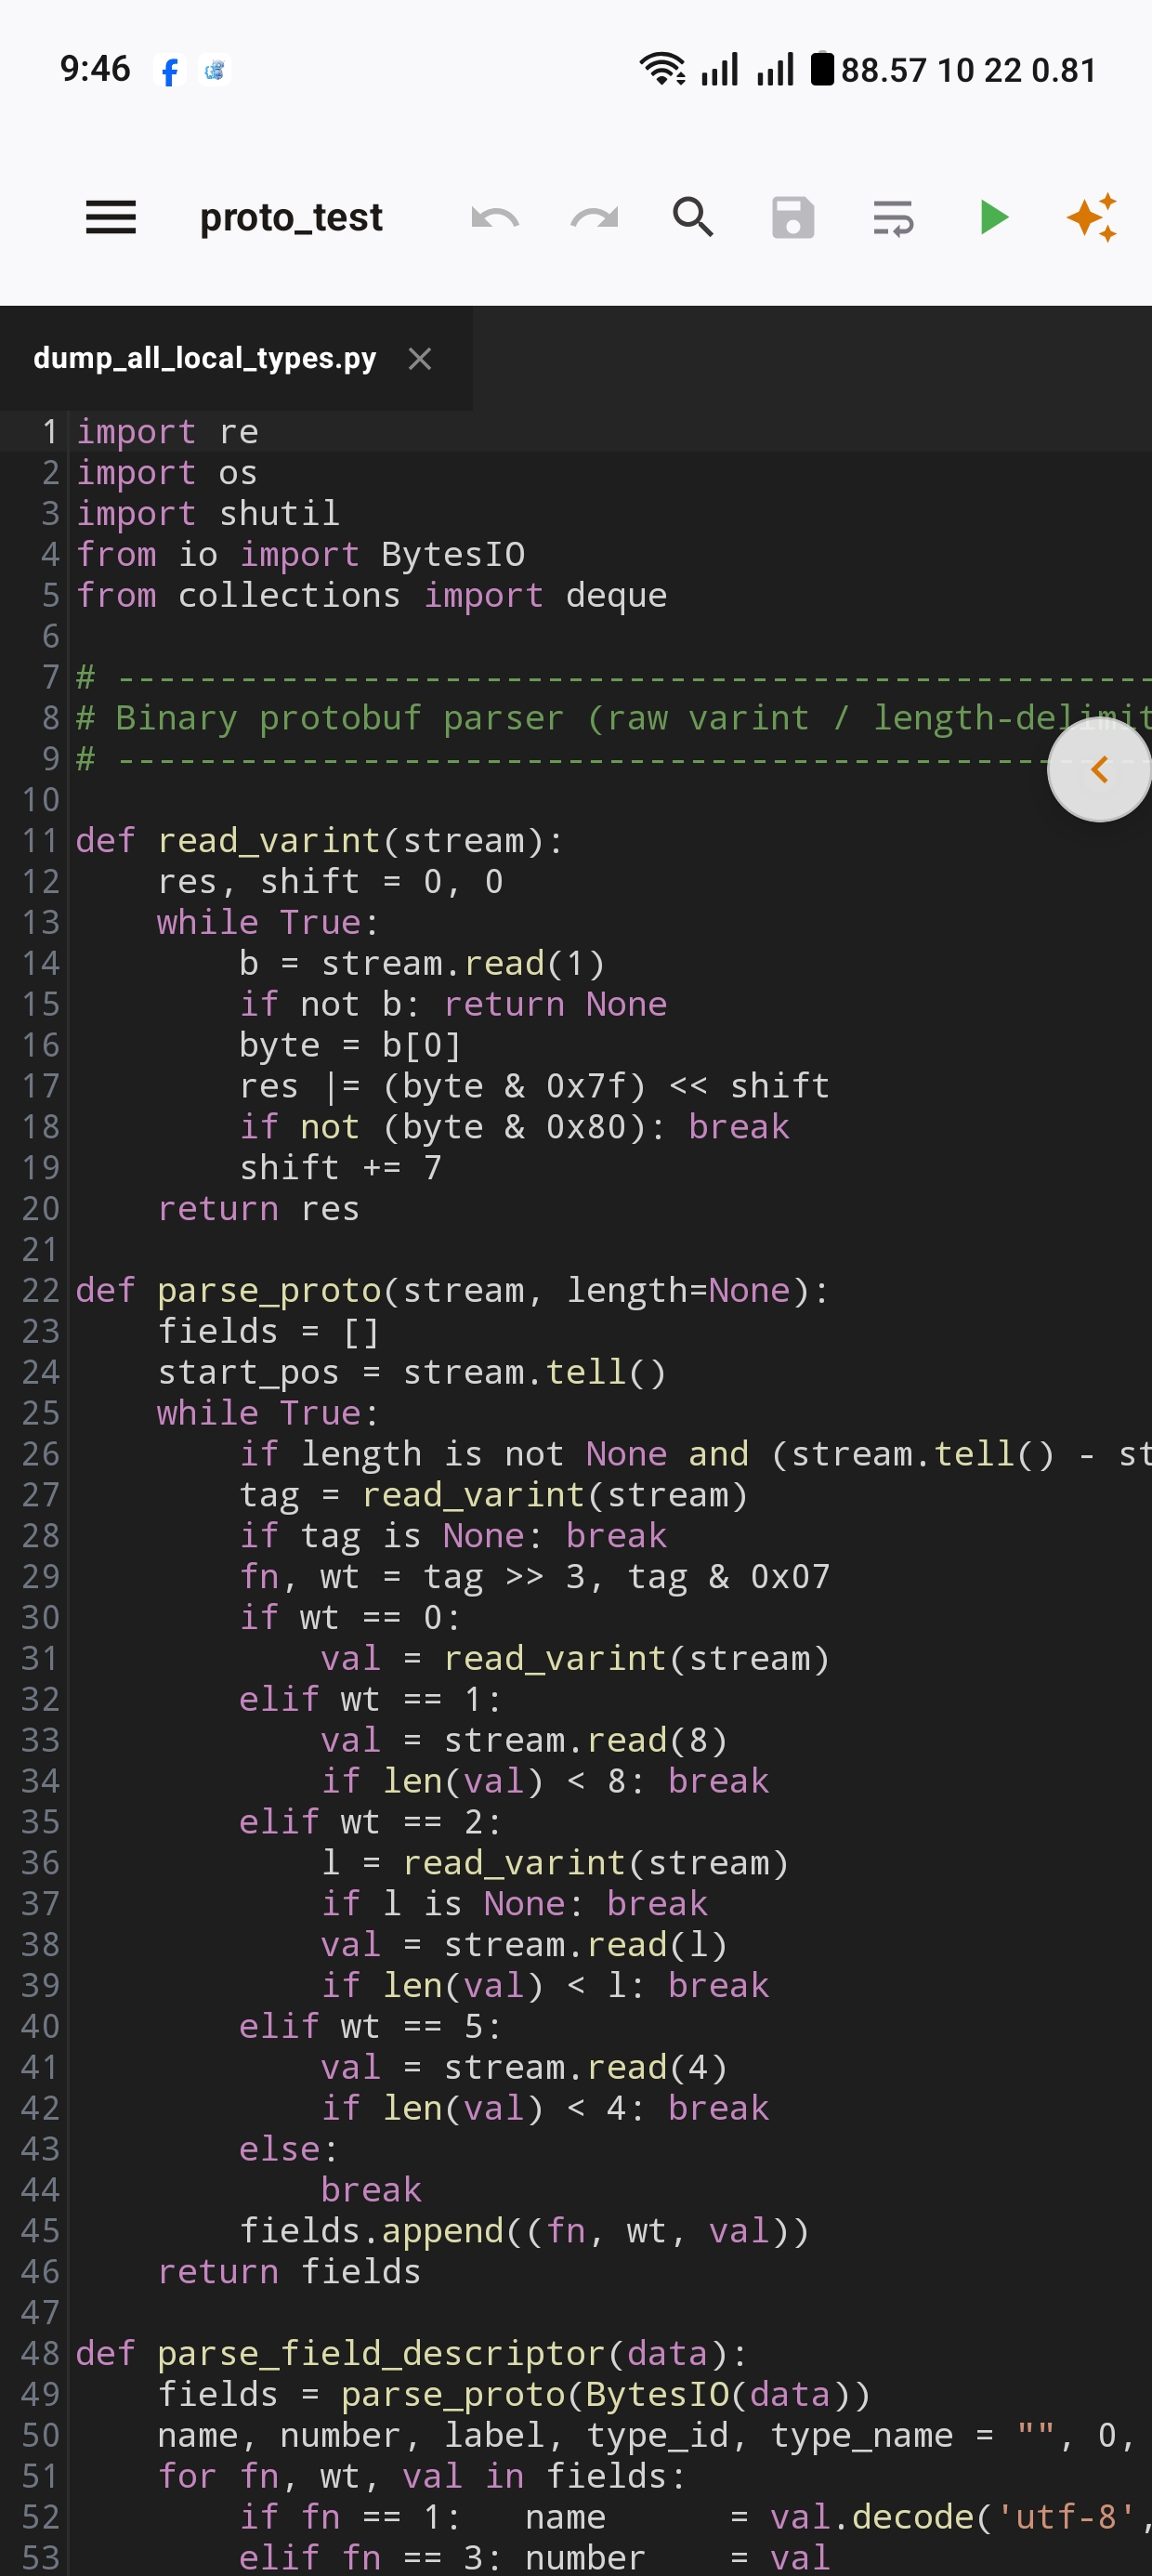 9:46 88.57 10 22 0.81
proto_test
dump_all_local_types.py
1 import re
2 import os
3 import shutil
4 from io import BytesIO
5 from collections import deque
6
7 # ---------------------------------------------------
8 # Binary protobuf parser (raw varint / length-delimit
9 # ---------------------------------------------------
10
11 def read_varint(stream):
12     res, shift = 0, 0
13     while True:
14         b = stream.read(1)
15         if not b: return None
16         byte = b[0]
17         res |= (byte & 0x7f) << shift
18         if not (byte & 0x80): break
19         shift += 7
20     return res
21
22 def parse_proto(stream, length=None):
23     fields = []
24     start_pos = stream.tell()
25     while True:
26         if length is not None and (stream.tell() - st
27         tag = read_varint(stream)
28         if tag is None: break
29         fn, wt = tag >> 3, tag & 0x07
30         if wt == 0:
31             val = read_varint(stream)
32         elif wt == 1:
33             val = stream.read(8)
34             if len(val) < 8: break
35         elif wt == 2:
36             l = read_varint(stream)
37             if l is None: break
38             val = stream.read(l)
39             if len(val) < l: break
40         elif wt == 5:
41             val = stream.read(4)
42             if len(val) < 4: break
43         else:
44             break
45         fields.append((fn, wt, val))
46     return fields
47
48 def parse_field_descriptor(data):
49     fields = parse_proto(BytesIO(data))
50     name, number, label, type_id, type_name = "", 0,
51     for fn, wt, val in fields:
52         if fn == 1:   name      = val.decode('utf-8',
53         elif fn == 3: number    = val